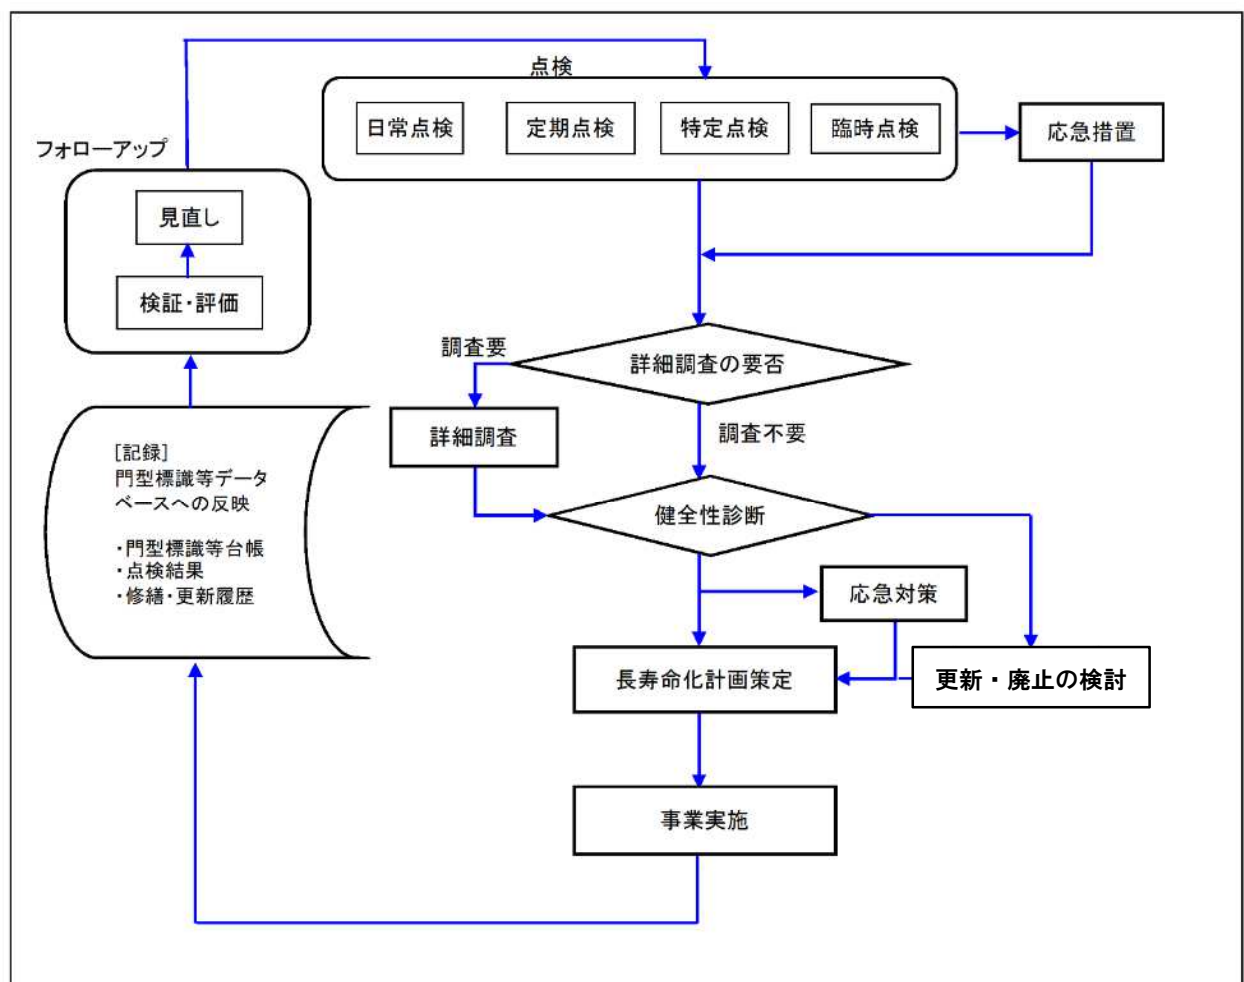 点検
日常点検
定期点検
特定点検
臨時点検
応急措置
フォローアップ
見直し
検証・評価
詳細調査の要否
調査要
詳細調査
調査不要
[記録]
門型標識等データ
ベースへの反映
・門型標識等台帳
・点検結果
・修繕・更新履歴
健全性診断
応急対策
長寿命化計画策定
更新・廃止の検討
事業実施